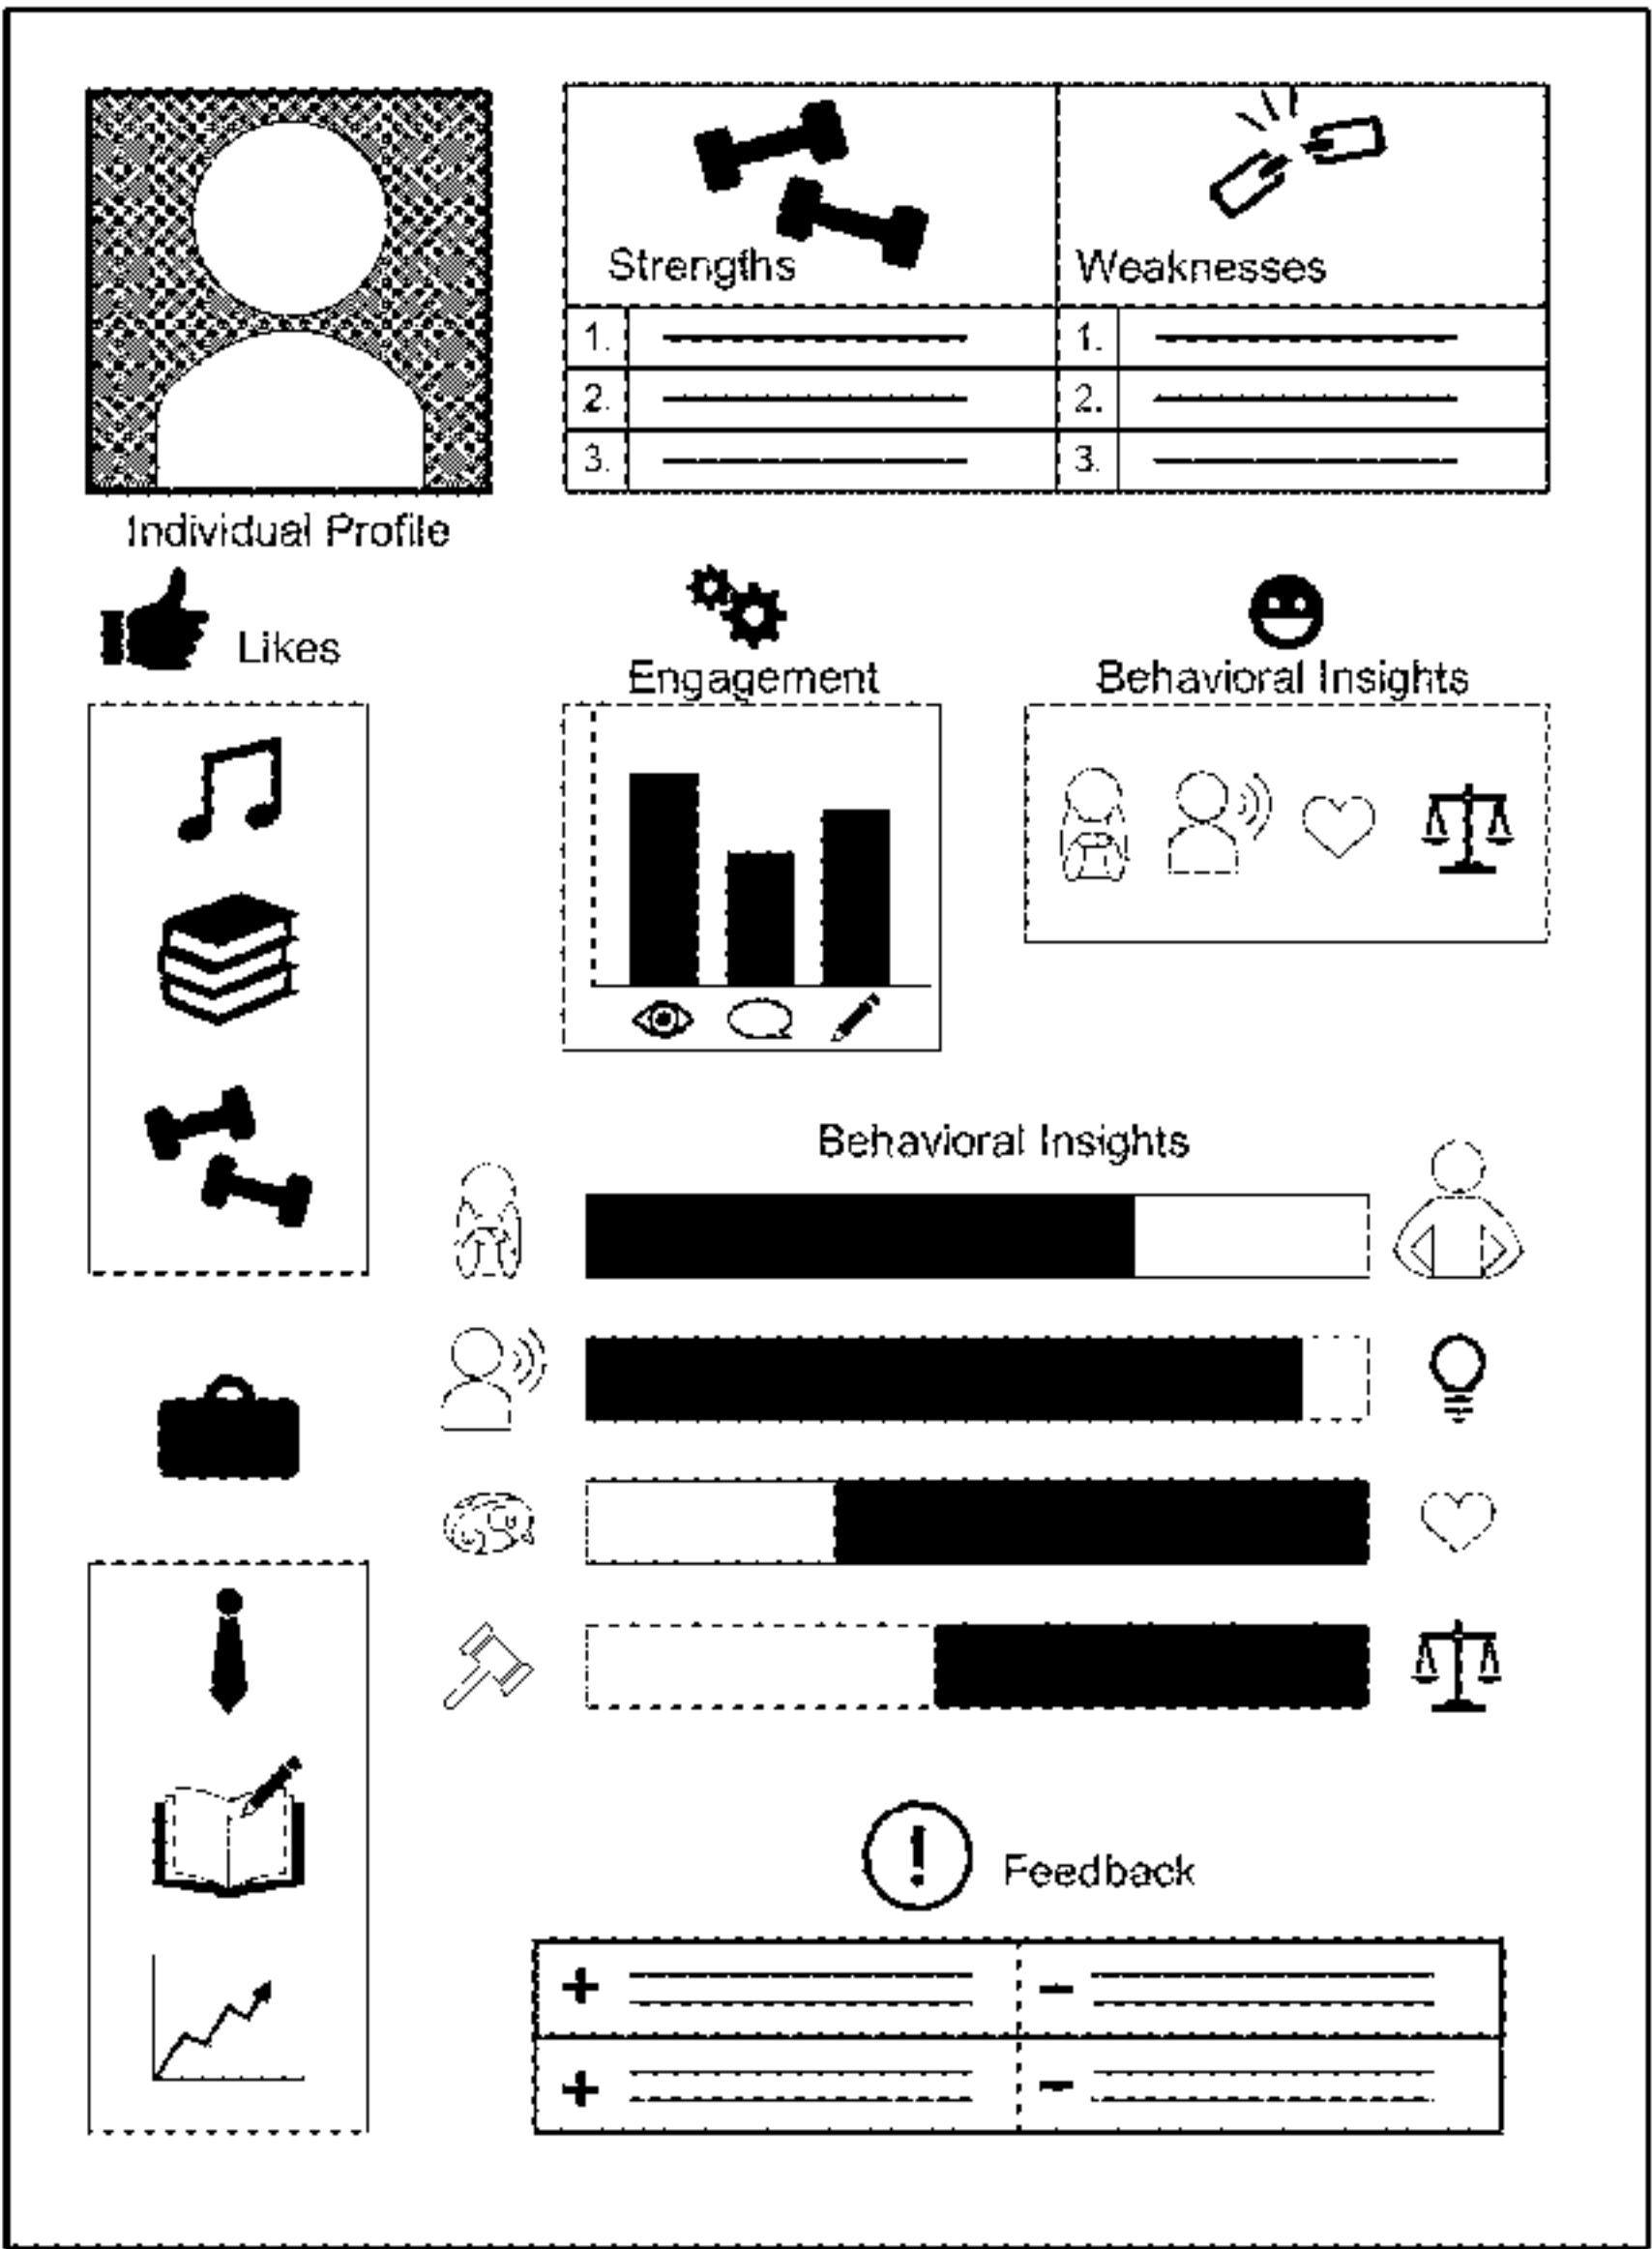 Strengths
Weaknesses
1.
1.
2.
2.
3.
3.
Individual Profile
Likes
Engagement
Behavioral Insights
Behavioral Insights
! Feedback
+ −
+ −